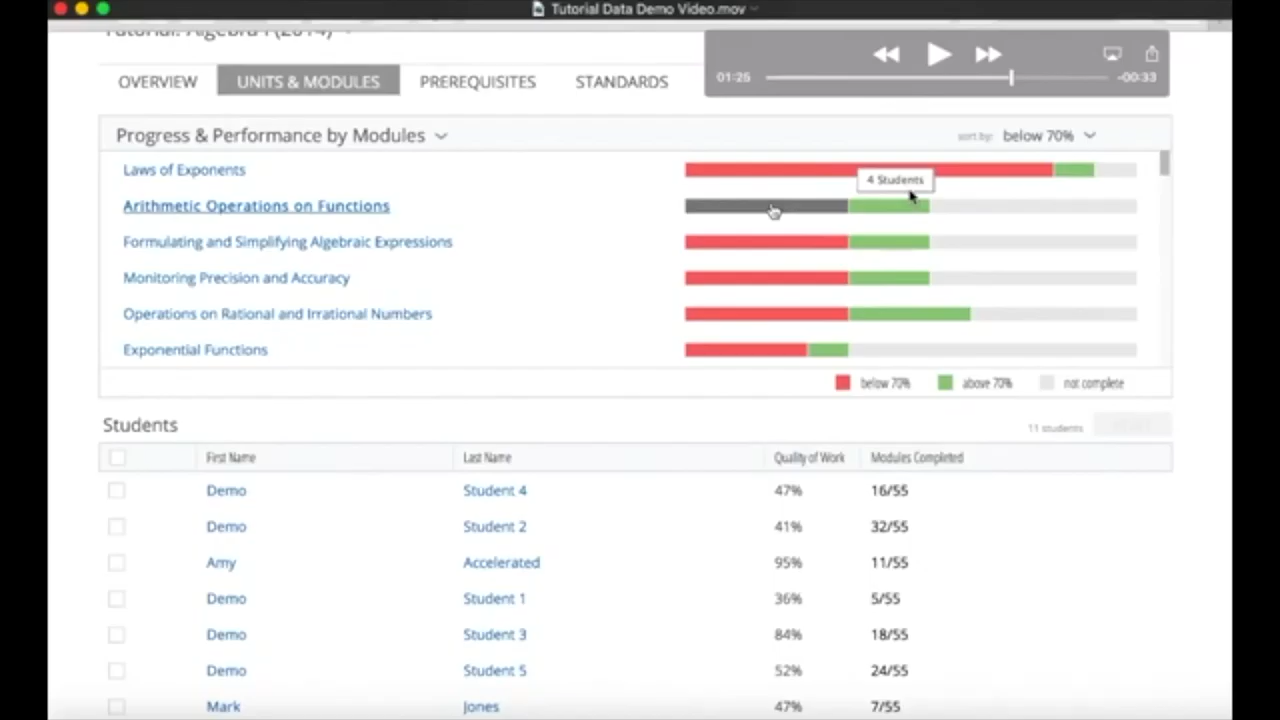 Tutorial Data Demo Video.mov
Tutorial: Algebra I (2014)
01:25
-00:33
OVERVIEW UNITS & MODULES PREREQUISITES STANDARDS
Progress & Performance by Modules
sort by: below 70%
Laws of Exponents
4 Students
Arithmetic Operations on Functions
Formulating and Simplifying Algebraic Expressions
Monitoring Precision and Accuracy
Operations on Rational and Irrational Numbers
Exponential Functions
below 70% above 70% not complete
Students
11 students
First Name Last Name Quality of Work Modules Completed
Demo Student 4 47% 16/55
Demo Student 2 41% 32/55
Amy Accelerated 95% 11/55
Demo Student 1 36% 5/55
Demo Student 3 84% 18/55
Demo Student 5 52% 24/55
Mark Jones 47% 7/55